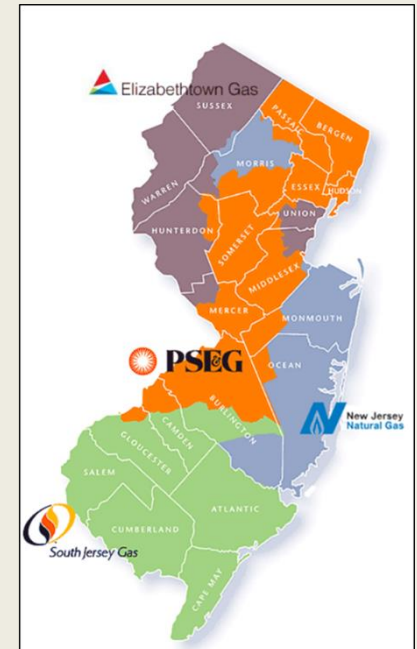 Elizabethtown Gas
SUSSEX
PASSAIC
BERGEN
MORRIS
WARREN
ESSEX
HUDSON
HUNTERDON
UNION
SOMERSET
MIDDLESEX
MERCER
MONMOUTH
PSE&G
OCEAN
BURLINGTON
New Jersey
Natural Gas
CAMDEN
GLOUCESTER
SALEM
ATLANTIC
CUMBERLAND
South Jersey Gas
CAPE MAY